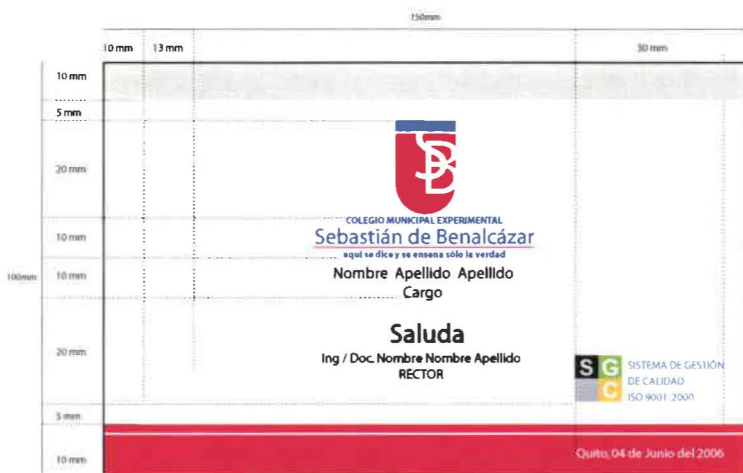 150mm
10 mm
13 mm
30 mm
10 mm
5 mm
20 mm
10 mm
100mm
10 mm
20 mm
5 mm
10 mm
SB
COLEGIO MUNICIPAL EXPERIMENTAL
Sebastián de Benalcázar
aquí se dice y se ensena sólo la verdad
Nombre Apellido Apellido
Cargo
Saluda
Ing / Doc. Nombre Nombre Apellido
RECTOR
S G
C
SISTEMA DE GESTIÓN
DE CALIDAD
ISO 9001:2000
Quito, 04 de Junio del 2006